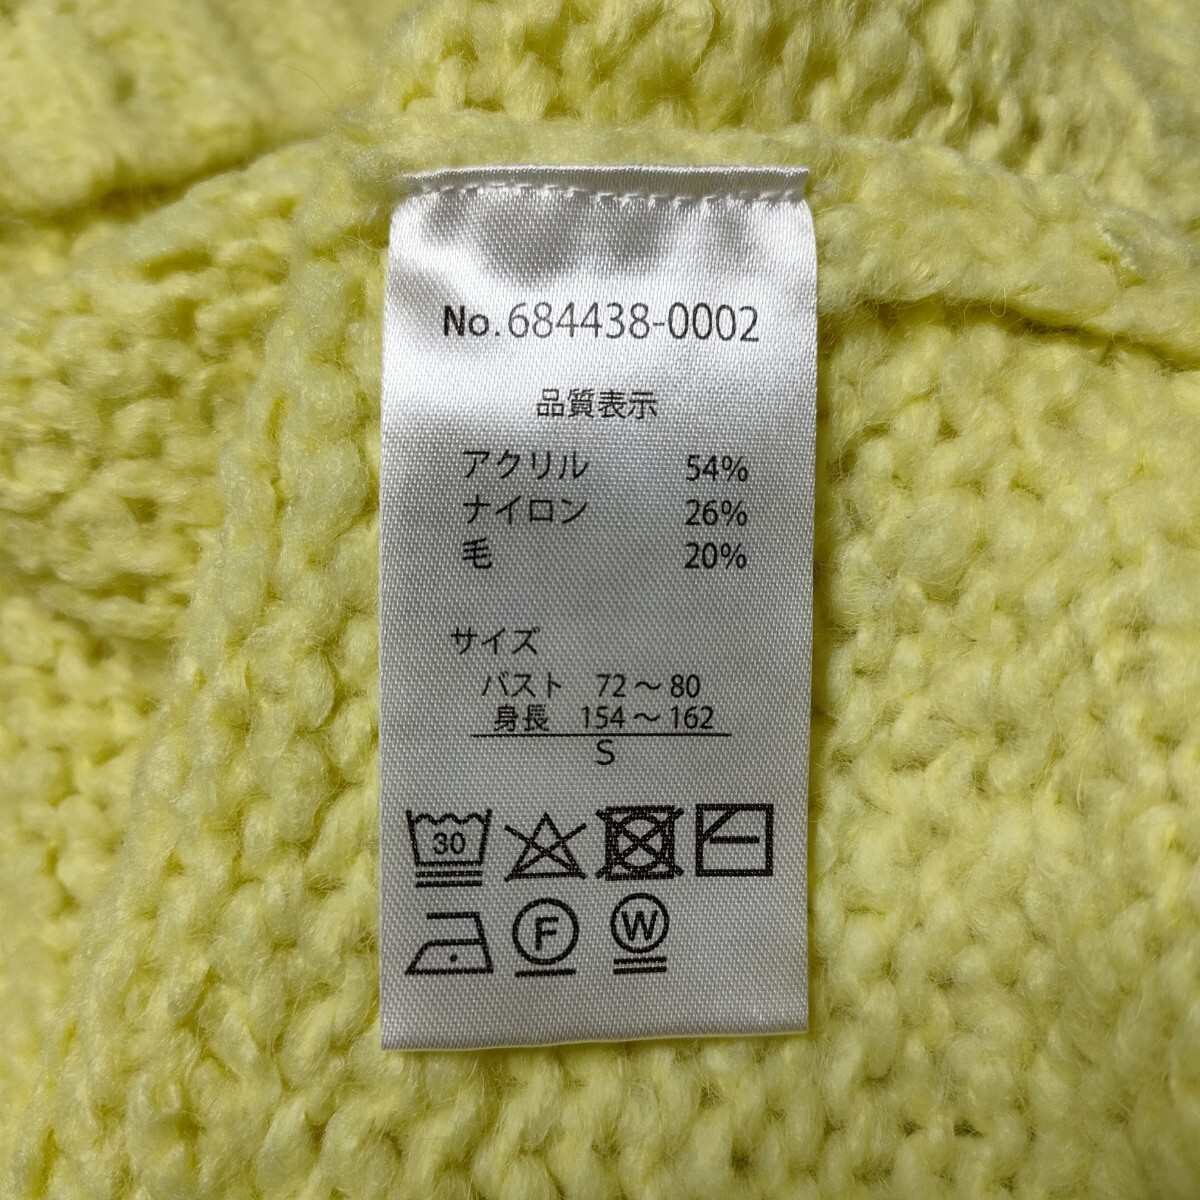 No.684438-0002
品質表示
アクリル 54%
ナイロン 26%
毛 20%
サイズ
バスト 72～80
身長 154～162
S
30
F
W